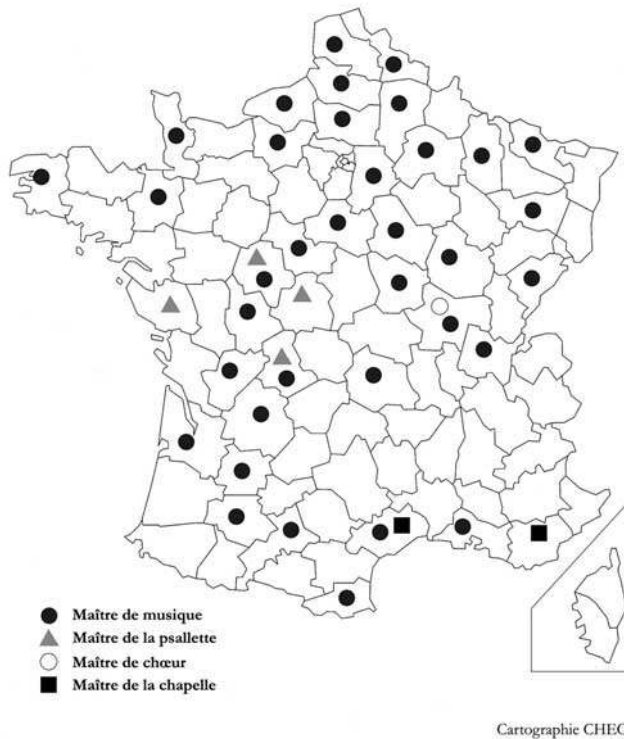 Maître de musique
Maître de la psallette
Maître de chœur
Maître de la chapelle
Cartographie CHEC